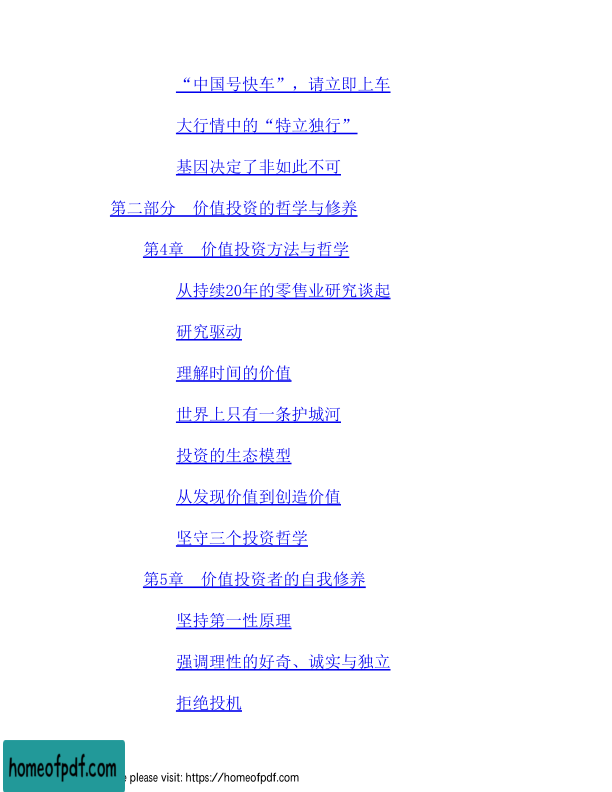 “中国号快车”，请立即上车
大行情中的“特立独行”
基因决定了非如此不可
第二部分　价值投资的哲学与修养
第4章　价值投资方法与哲学
从持续20年的零售业研究谈起
研究驱动
理解时间的价值
世界上只有一条护城河
投资的生态模型
从发现价值到创造价值
坚守三个投资哲学
第5章　价值投资者的自我修养
坚持第一性原理
强调理性的好奇、诚实与独立
拒绝投机
homeofpdf.com
please visit: https://homeofpdf.com